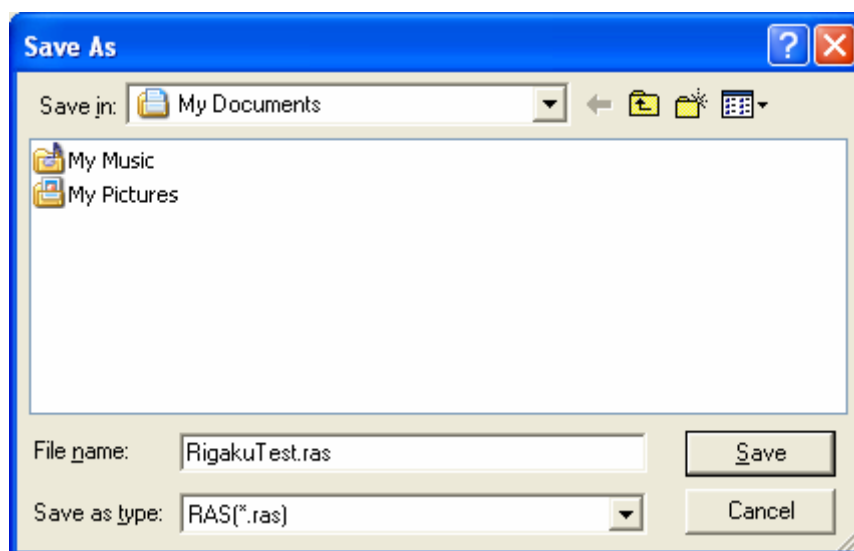 Save As
Save in: My Documents
My Music
My Pictures
File name: RigakuTest.ras Save
Save as type: RAS(*.ras) Cancel